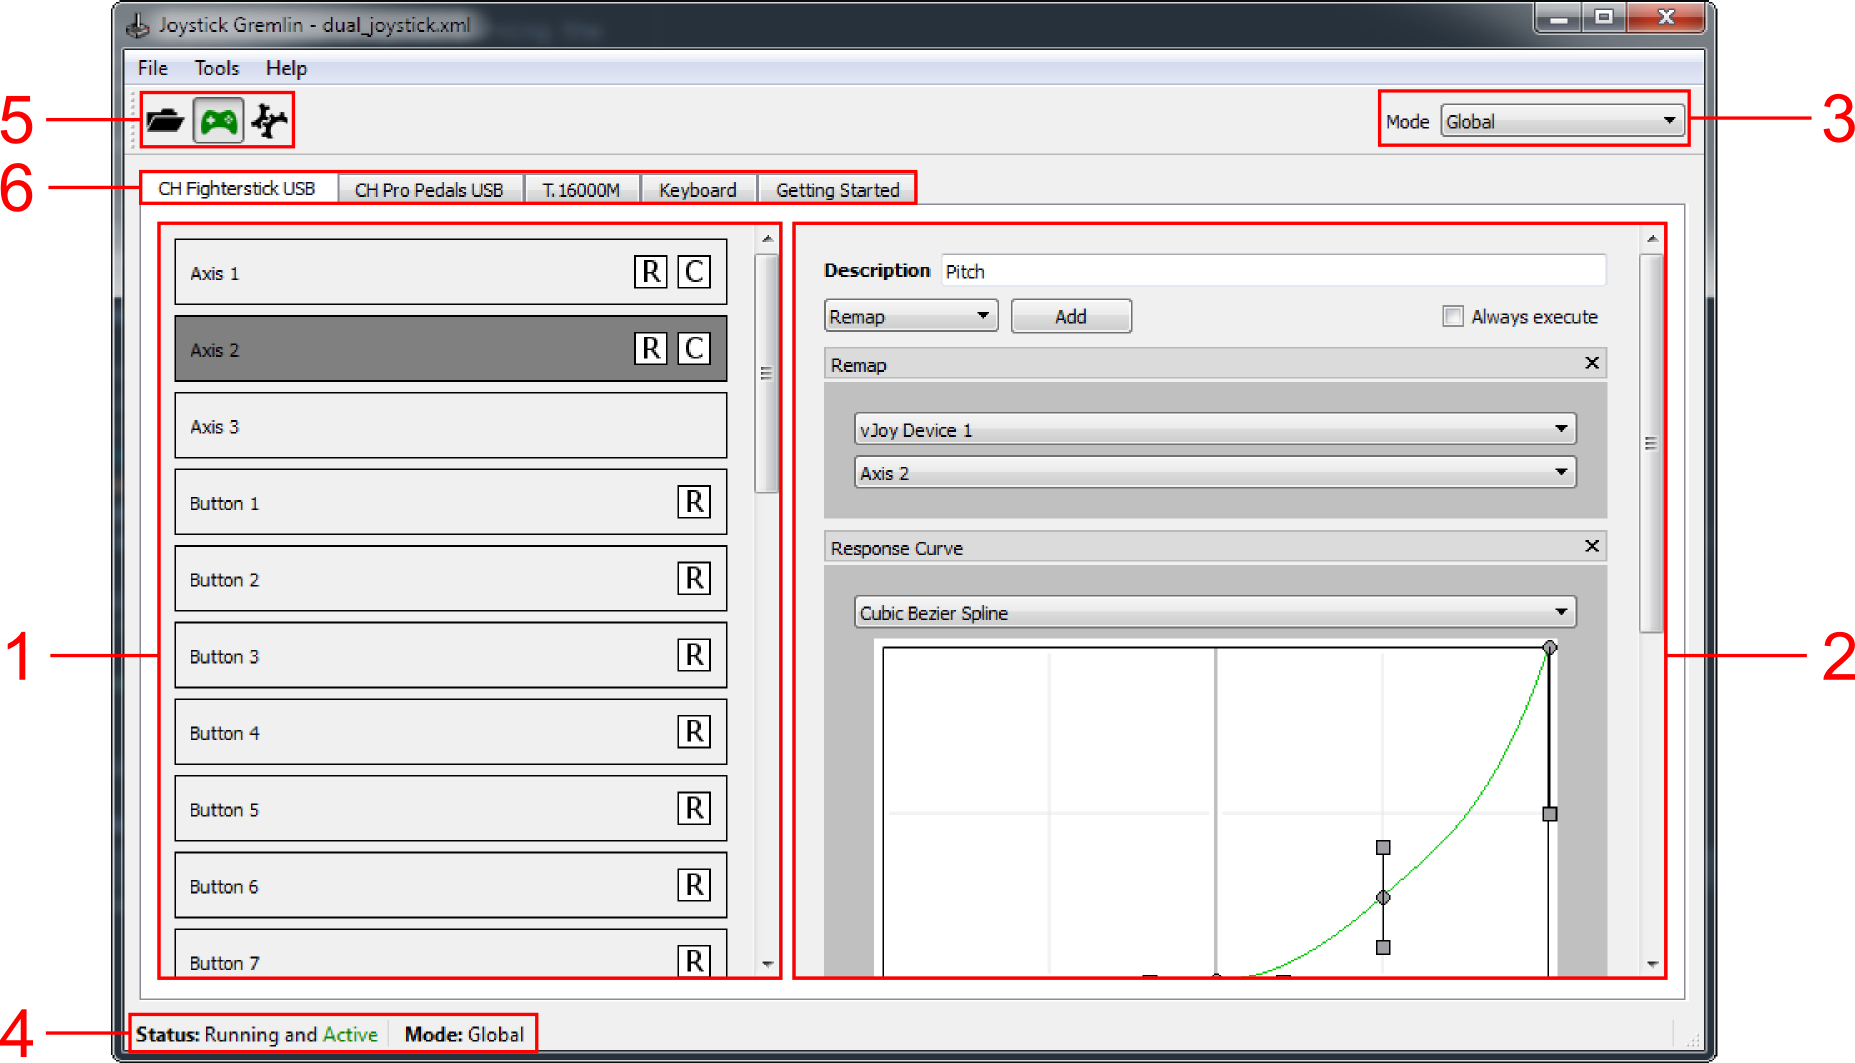 Joystick Gremlin - dual_joystick.xml
File Tools Help
5
Mode Global
3
6
CH Fighterstick USB CH Pro Pedals USB T.16000M Keyboard Getting Started
Axis 1 R C
Axis 2 R C
Axis 3
Button 1 R
Button 2 R
Button 3 R
Button 4 R
Button 5 R
Button 6 R
Button 7 R
1
Description Pitch
Remap Add Always execute
Remap
vJoy Device 1
Axis 2
Response Curve
Cubic Bezier Spline
2
4
Status: Running and Active Mode: Global